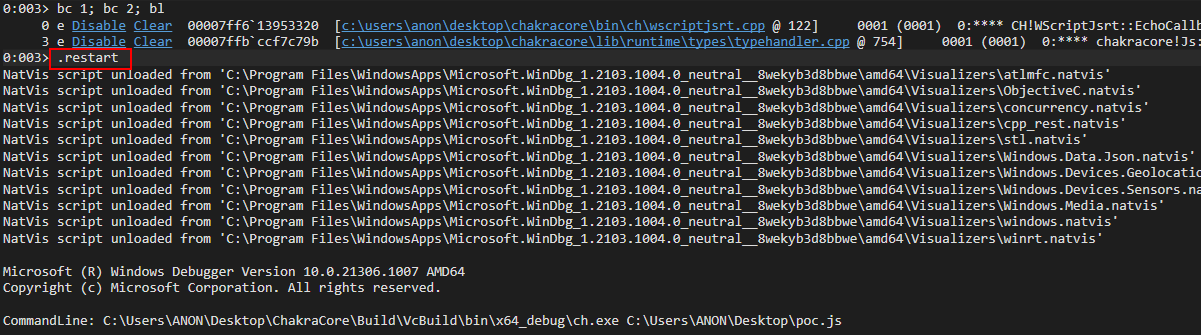 0:003> bc 1; bc 2; bl
0 e Disable Clear 00007ff6`13953320 [c:\users\anon\desktop\chakracore\bin\ch\wscriptjsrt.cpp @ 122] 0001 (0001) 0:**** CH!WScriptJsrt::EchoCallb
3 e Disable Clear 00007ffb`ccf7c79b [c:\users\anon\desktop\chakracore\lib\runtime\types\typehandler.cpp @ 754] 0001 (0001) 0:**** chakracore!Js:
0:003> .restart
NatVis script unloaded from 'C:\Program Files\WindowsApps\Microsoft.WinDbg_1.2103.1004.0_neutral__8wekyb3d8bbwe\amd64\Visualizers\atlmfc.natvis'
NatVis script unloaded from 'C:\Program Files\WindowsApps\Microsoft.WinDbg_1.2103.1004.0_neutral__8wekyb3d8bbwe\amd64\Visualizers\ObjectiveC.natvis'
NatVis script unloaded from 'C:\Program Files\WindowsApps\Microsoft.WinDbg_1.2103.1004.0_neutral__8wekyb3d8bbwe\amd64\Visualizers\concurrency.natvis'
NatVis script unloaded from 'C:\Program Files\WindowsApps\Microsoft.WinDbg_1.2103.1004.0_neutral__8wekyb3d8bbwe\amd64\Visualizers\cpp_rest.natvis'
NatVis script unloaded from 'C:\Program Files\WindowsApps\Microsoft.WinDbg_1.2103.1004.0_neutral__8wekyb3d8bbwe\amd64\Visualizers\stl.natvis'
NatVis script unloaded from 'C:\Program Files\WindowsApps\Microsoft.WinDbg_1.2103.1004.0_neutral__8wekyb3d8bbwe\amd64\Visualizers\Windows.Data.Json.natvis'
NatVis script unloaded from 'C:\Program Files\WindowsApps\Microsoft.WinDbg_1.2103.1004.0_neutral__8wekyb3d8bbwe\amd64\Visualizers\Windows.Devices.Geolocatio
NatVis script unloaded from 'C:\Program Files\WindowsApps\Microsoft.WinDbg_1.2103.1004.0_neutral__8wekyb3d8bbwe\amd64\Visualizers\Windows.Devices.Sensors.na
NatVis script unloaded from 'C:\Program Files\WindowsApps\Microsoft.WinDbg_1.2103.1004.0_neutral__8wekyb3d8bbwe\amd64\Visualizers\Windows.Media.natvis'
NatVis script unloaded from 'C:\Program Files\WindowsApps\Microsoft.WinDbg_1.2103.1004.0_neutral__8wekyb3d8bbwe\amd64\Visualizers\windows.natvis'
NatVis script unloaded from 'C:\Program Files\WindowsApps\Microsoft.WinDbg_1.2103.1004.0_neutral__8wekyb3d8bbwe\amd64\Visualizers\winrt.natvis'
Microsoft (R) Windows Debugger Version 10.0.21306.1007 AMD64
Copyright (c) Microsoft Corporation. All rights reserved.
CommandLine: C:\Users\ANON\Desktop\ChakraCore\Build\VcBuild\bin\x64_debug\ch.exe C:\Users\ANON\Desktop\poc.js